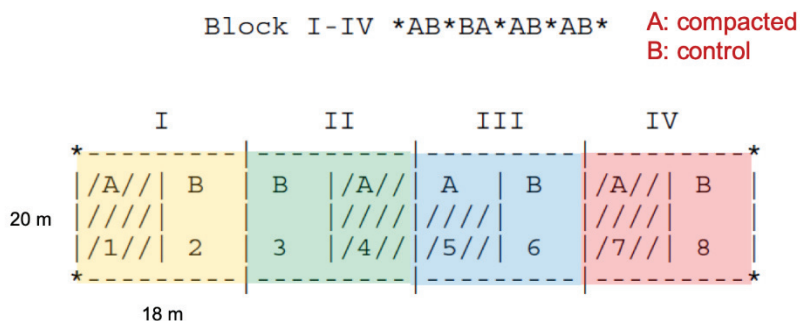 Block I-IV *AB*BA*AB*AB* A: compacted
B: control
I II III IV
*---------|---------|---------|---------*
|/A//| B | B |/A//| A | B |/A//| B |
20 m |////| | |////|////| | |////| | |
|/1//| 2 | 3 |/4//|/5//| 6 |/7//| 8 |
*---------|---------|---------|---------*
18 m